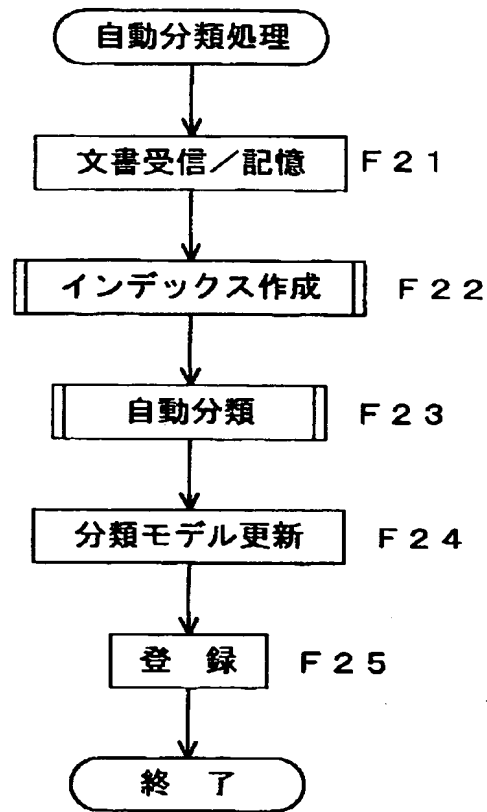 自動分類処理
文書受信／記憶 F21
インデックス作成 F22
自動分類 F23
分類モデル更新 F24
登録 F25
終了